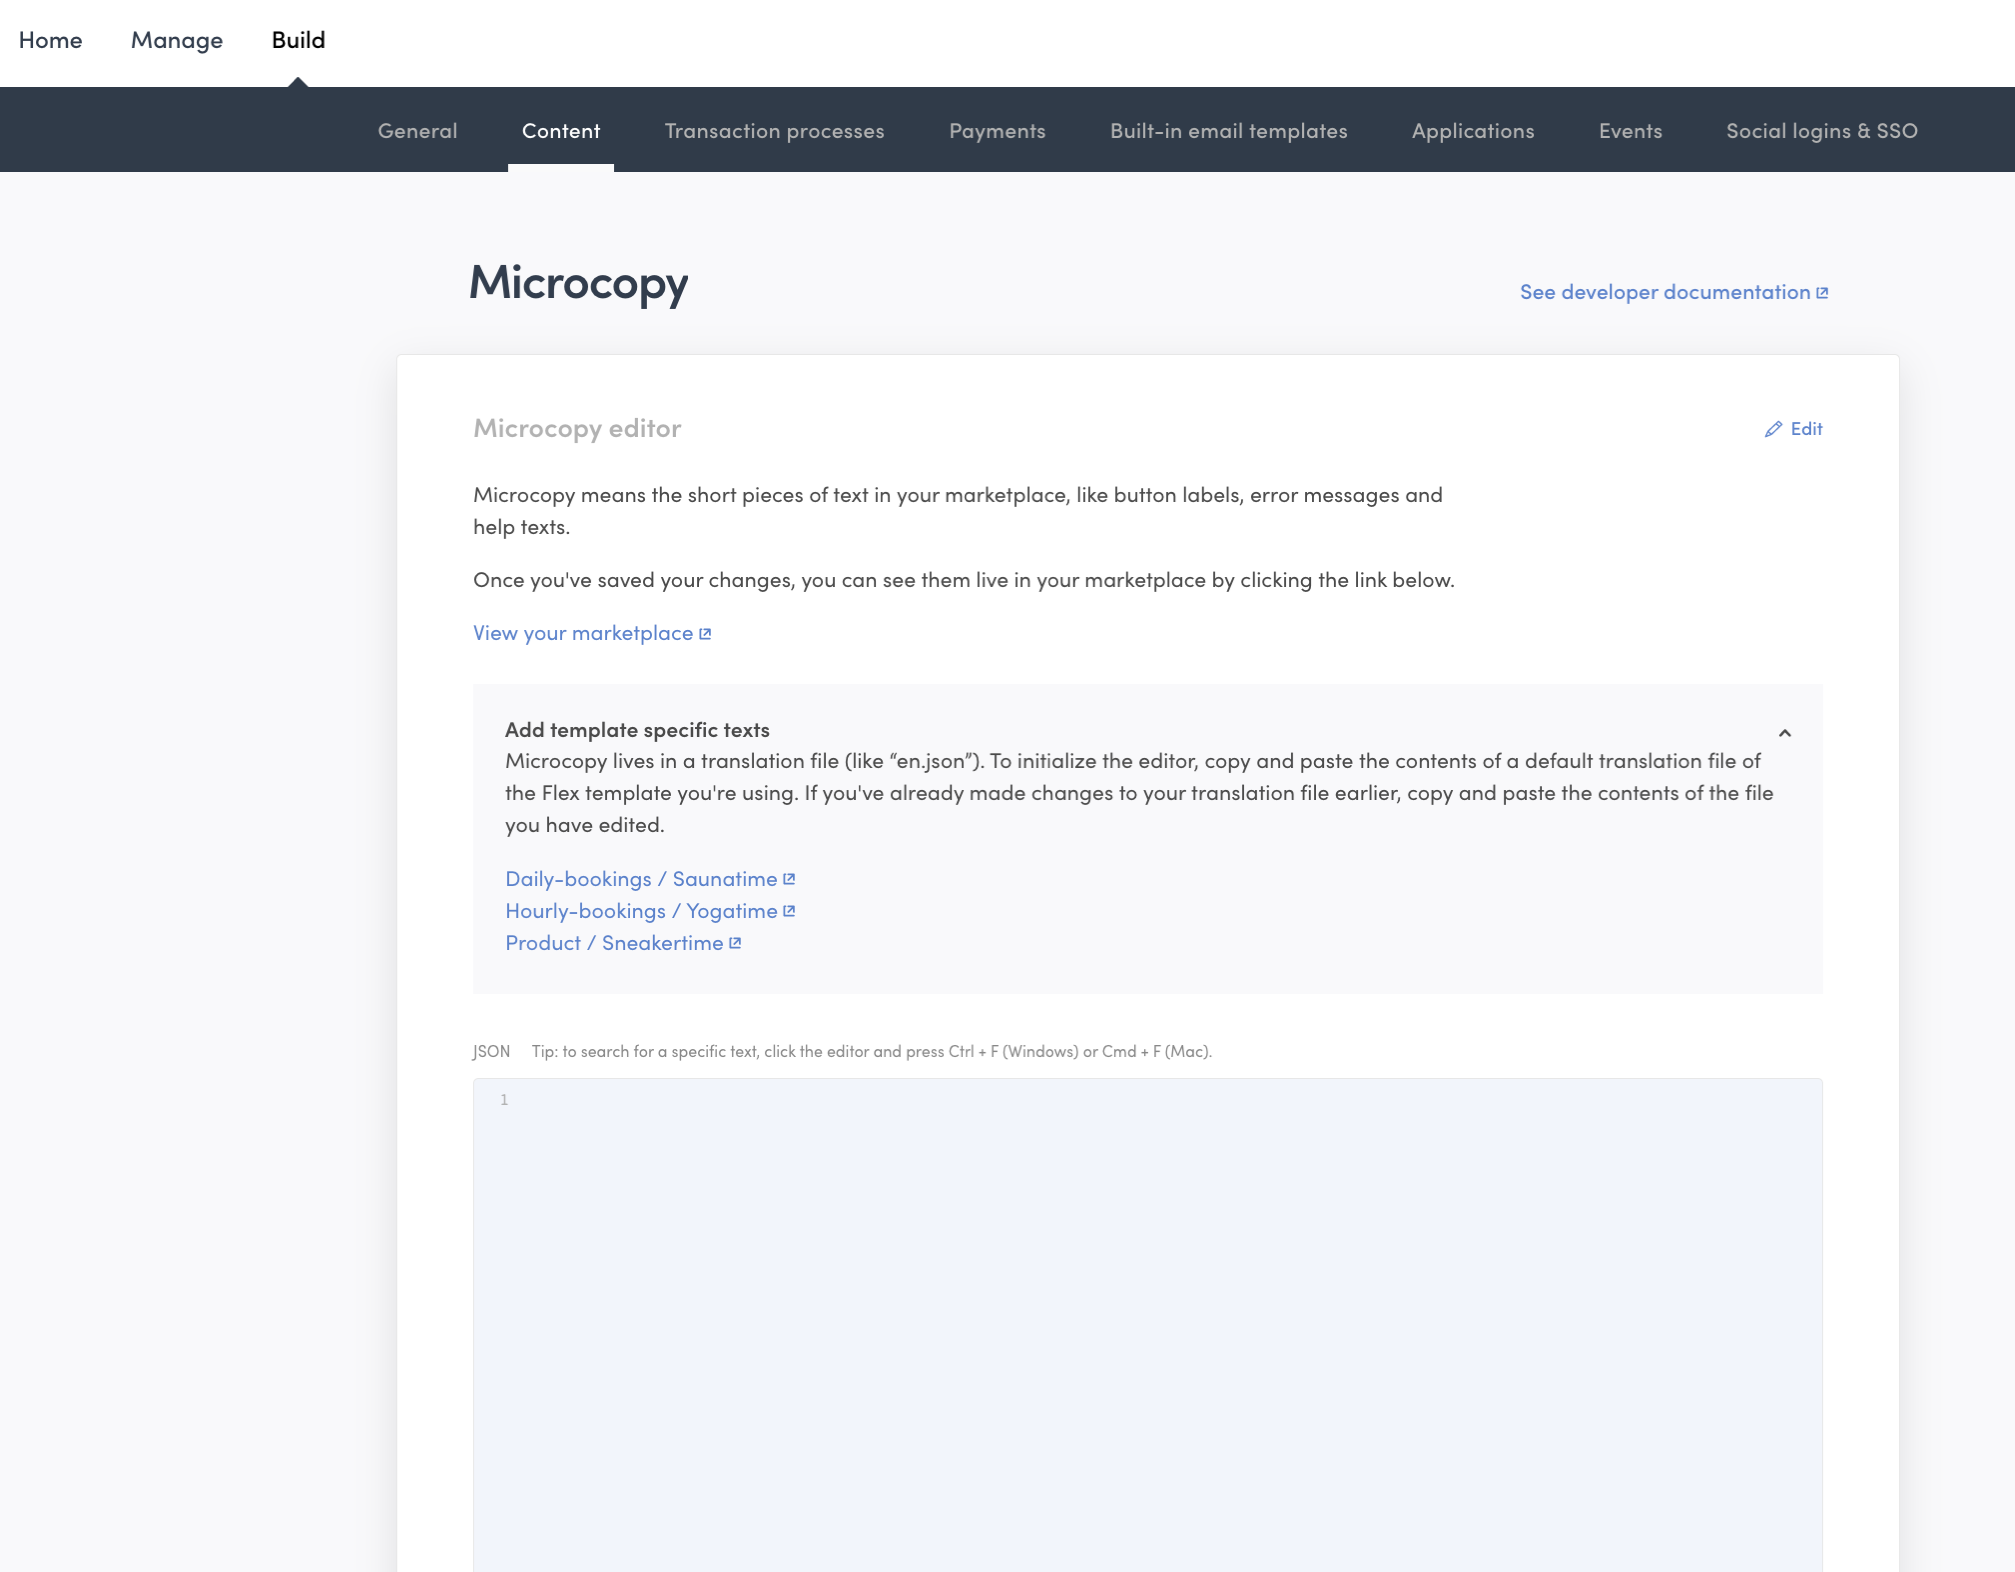 Home Manage Build
General Content Transaction processes Payments Built-in email templates Applications Events Social logins & SSO
Microcopy
See developer documentation
Microcopy editor
Edit
Microcopy means the short pieces of text in your marketplace, like button labels, error messages and
help texts.
Once you've saved your changes, you can see them live in your marketplace by clicking the link below.
View your marketplace
Add template specific texts
Microcopy lives in a translation file (like “en.json”). To initialize the editor, copy and paste the contents of a default translation file of
the Flex template you're using. If you've already made changes to your translation file earlier, copy and paste the contents of the file
you have edited.
Daily-bookings / Saunatime
Hourly-bookings / Yogatime
Product / Sneakertime
JSON Tip: to search for a specific text, click the editor and press Ctrl + F (Windows) or Cmd + F (Mac).
1